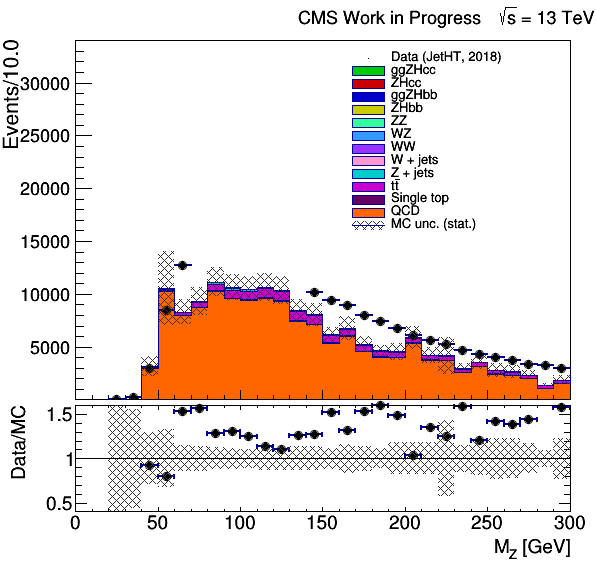 CMS Work in Progress √s = 13 TeV
Events/10.0
Data (JetHT, 2018)
ggZHcc
ZHcc
ggZHbb
ZHbb
ZZ
WZ
WW
W + jets
Z + jets
tt̄
Single top
QCD
MC unc. (stat.)
30000
25000
20000
15000
10000
5000
Data/MC
1.5
1
0.5
0 50 100 150 200 250 300
M_Z [GeV]